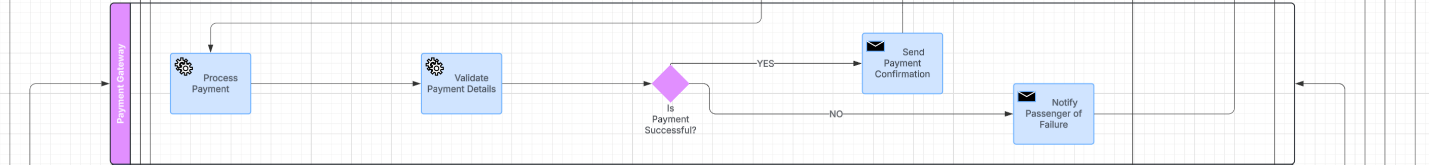 Payment Gateway
Process
Payment
Validate
Payment Details
Is
Payment
Successful?
YES
Send
Payment
Confirmation
NO
Notify
Passenger of
Failure